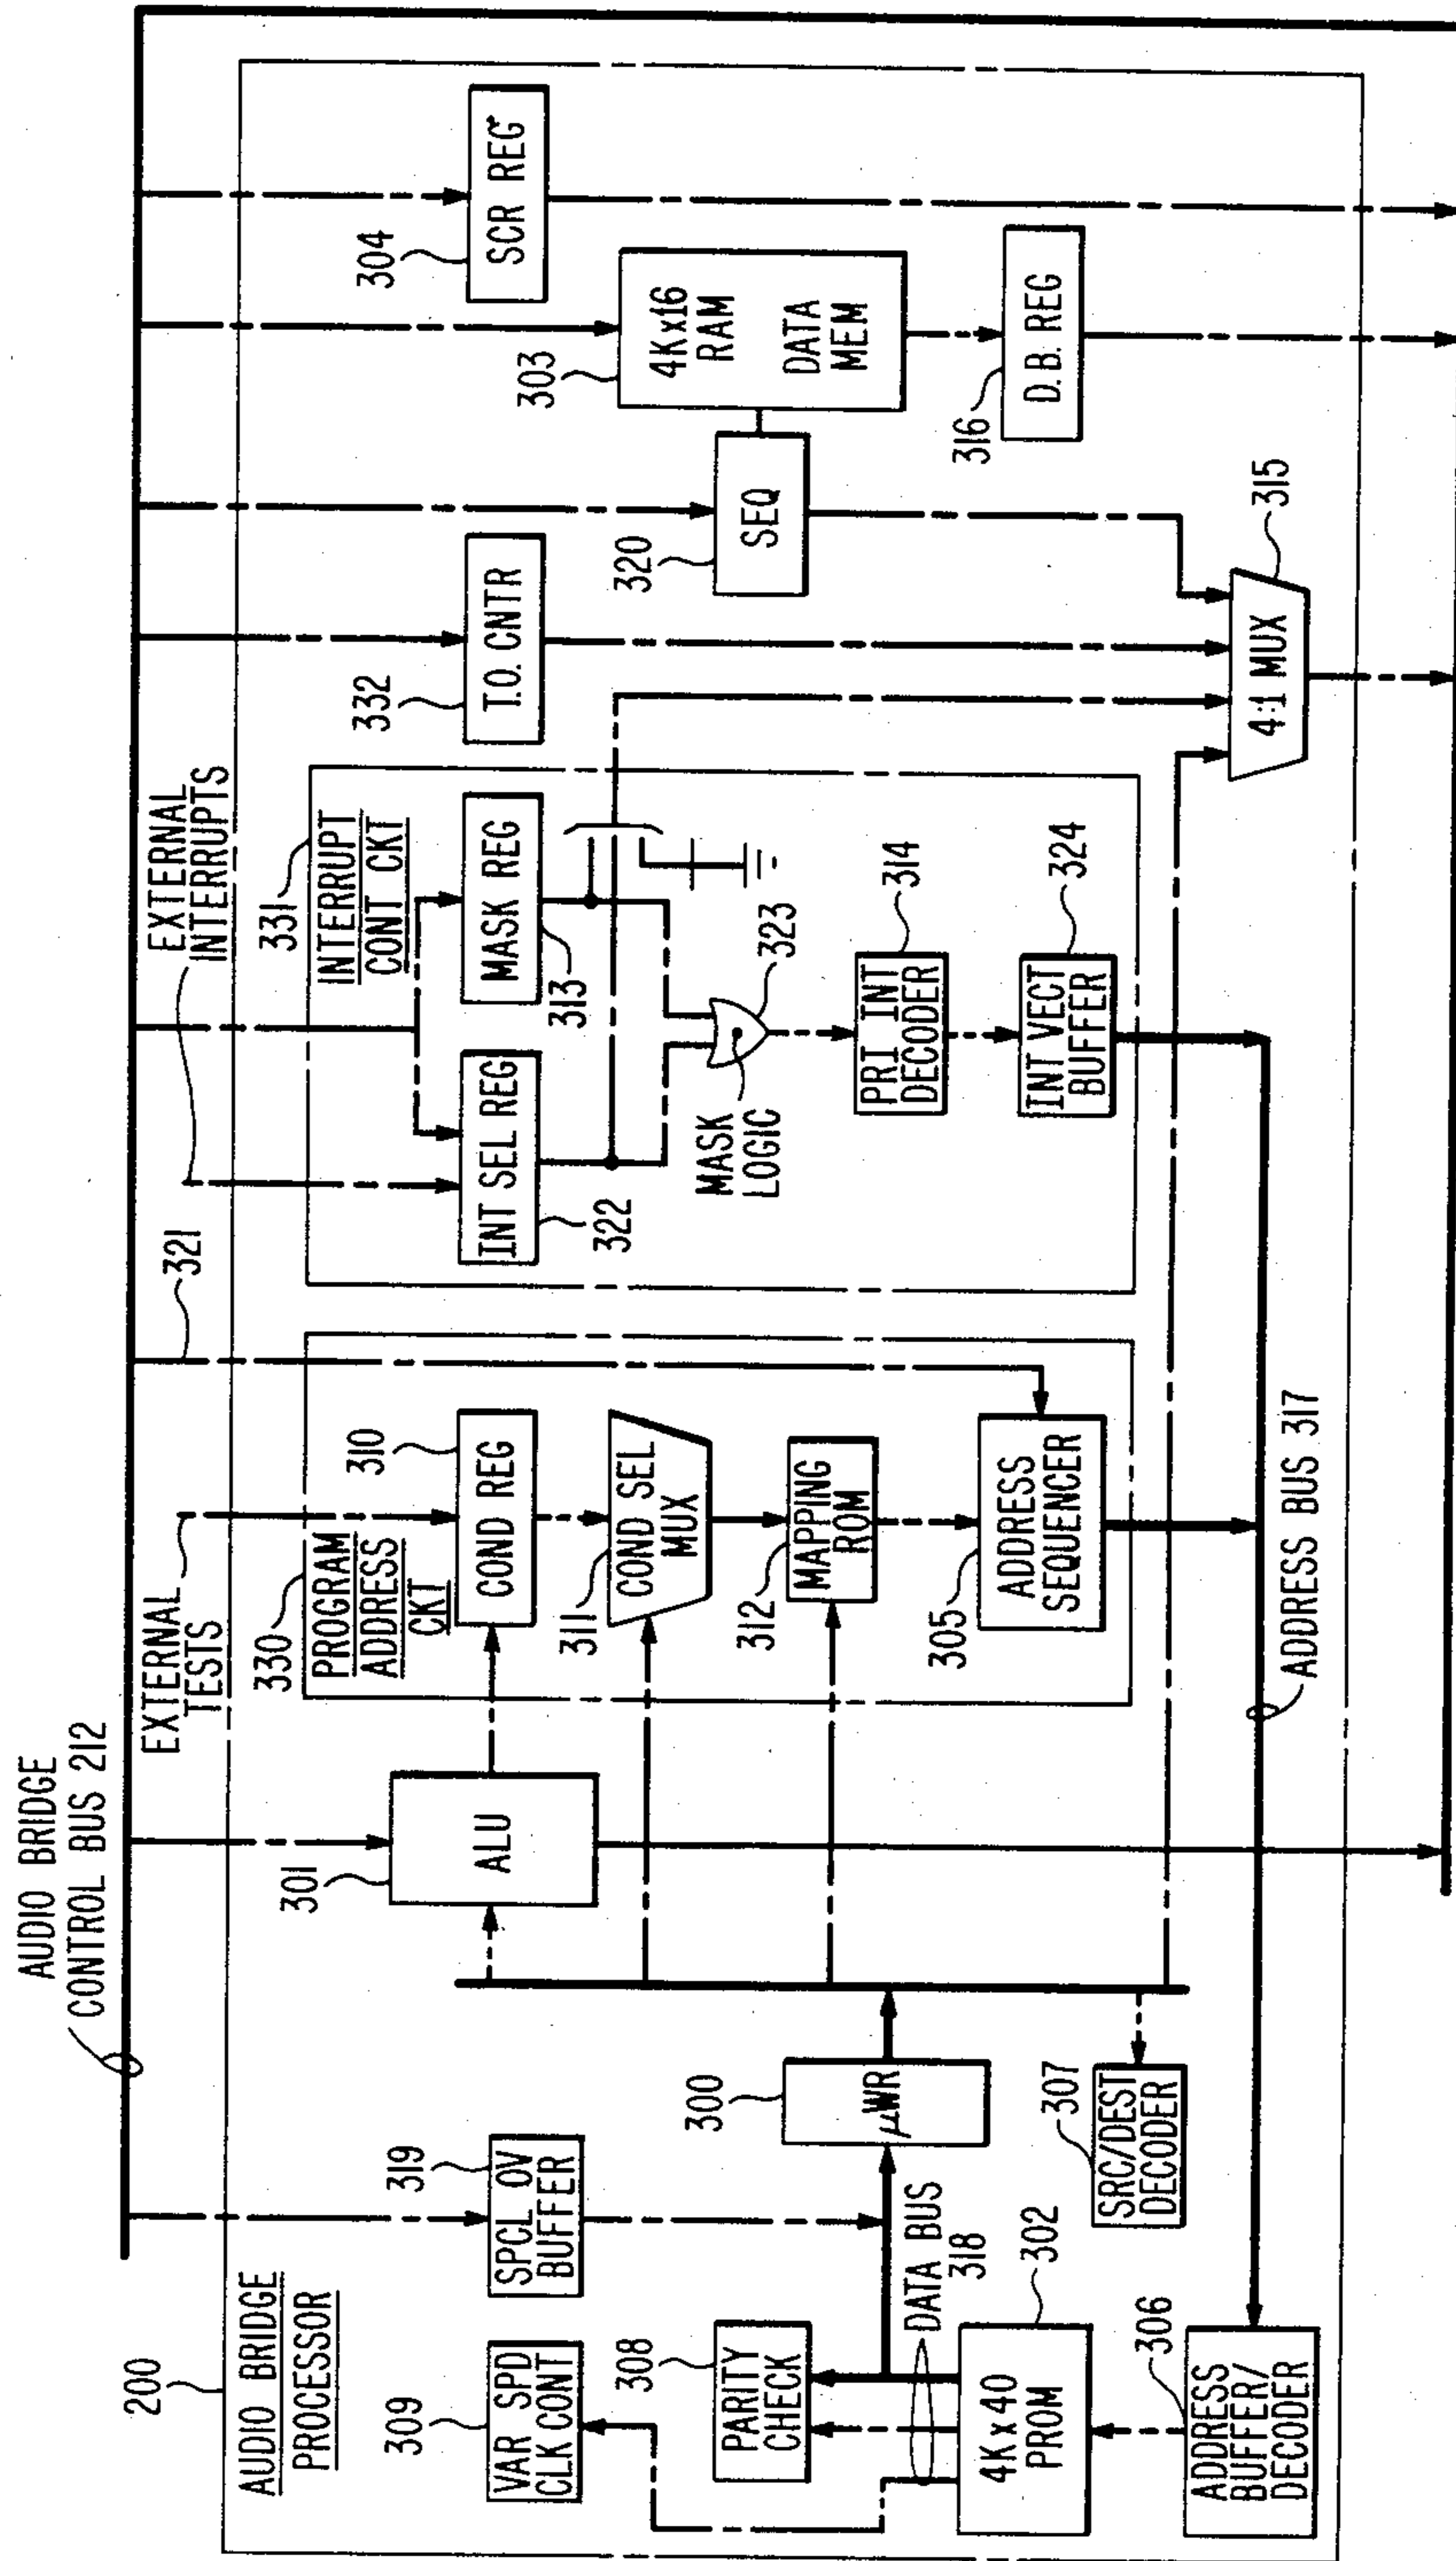 AUDIO BRIDGE
CONTROL BUS 212
200
AUDIO BRIDGE
PROCESSOR
309
VAR SPD
CLK CONT
319
SPCL OV
BUFFER
308
PARITY
CHECK
DATA BUS
318
302
4K x 40
PROM
306
ADDRESS
BUFFER/
DECODER
300
μWR
307
SRC/DEST
DECODER
301
ALU
EXTERNAL
TESTS
330
PROGRAM
ADDRESS
CKT
310
COND REG
311
COND SEL
MUX
312
MAPPING
ROM
305
ADDRESS
SEQUENCER
ADDRESS BUS 317
321
EXTERNAL
INTERRUPTS
331
INTERRUPT
CONT CKT
INT SEL REG
322
MASK REG
313
MASK
LOGIC
323
PRI INT
DECODER
314
INT VECT
BUFFER
324
332
T.O. CNTR
320
SEQ
303
4K x 16
RAM
DATA
MEM
304
SCR REG
316
D.B. REG
4:1 MUX
315